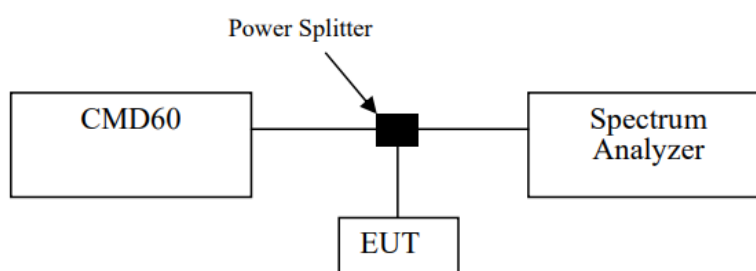 Power Splitter
CMD60
Spectrum
Analyzer
EUT